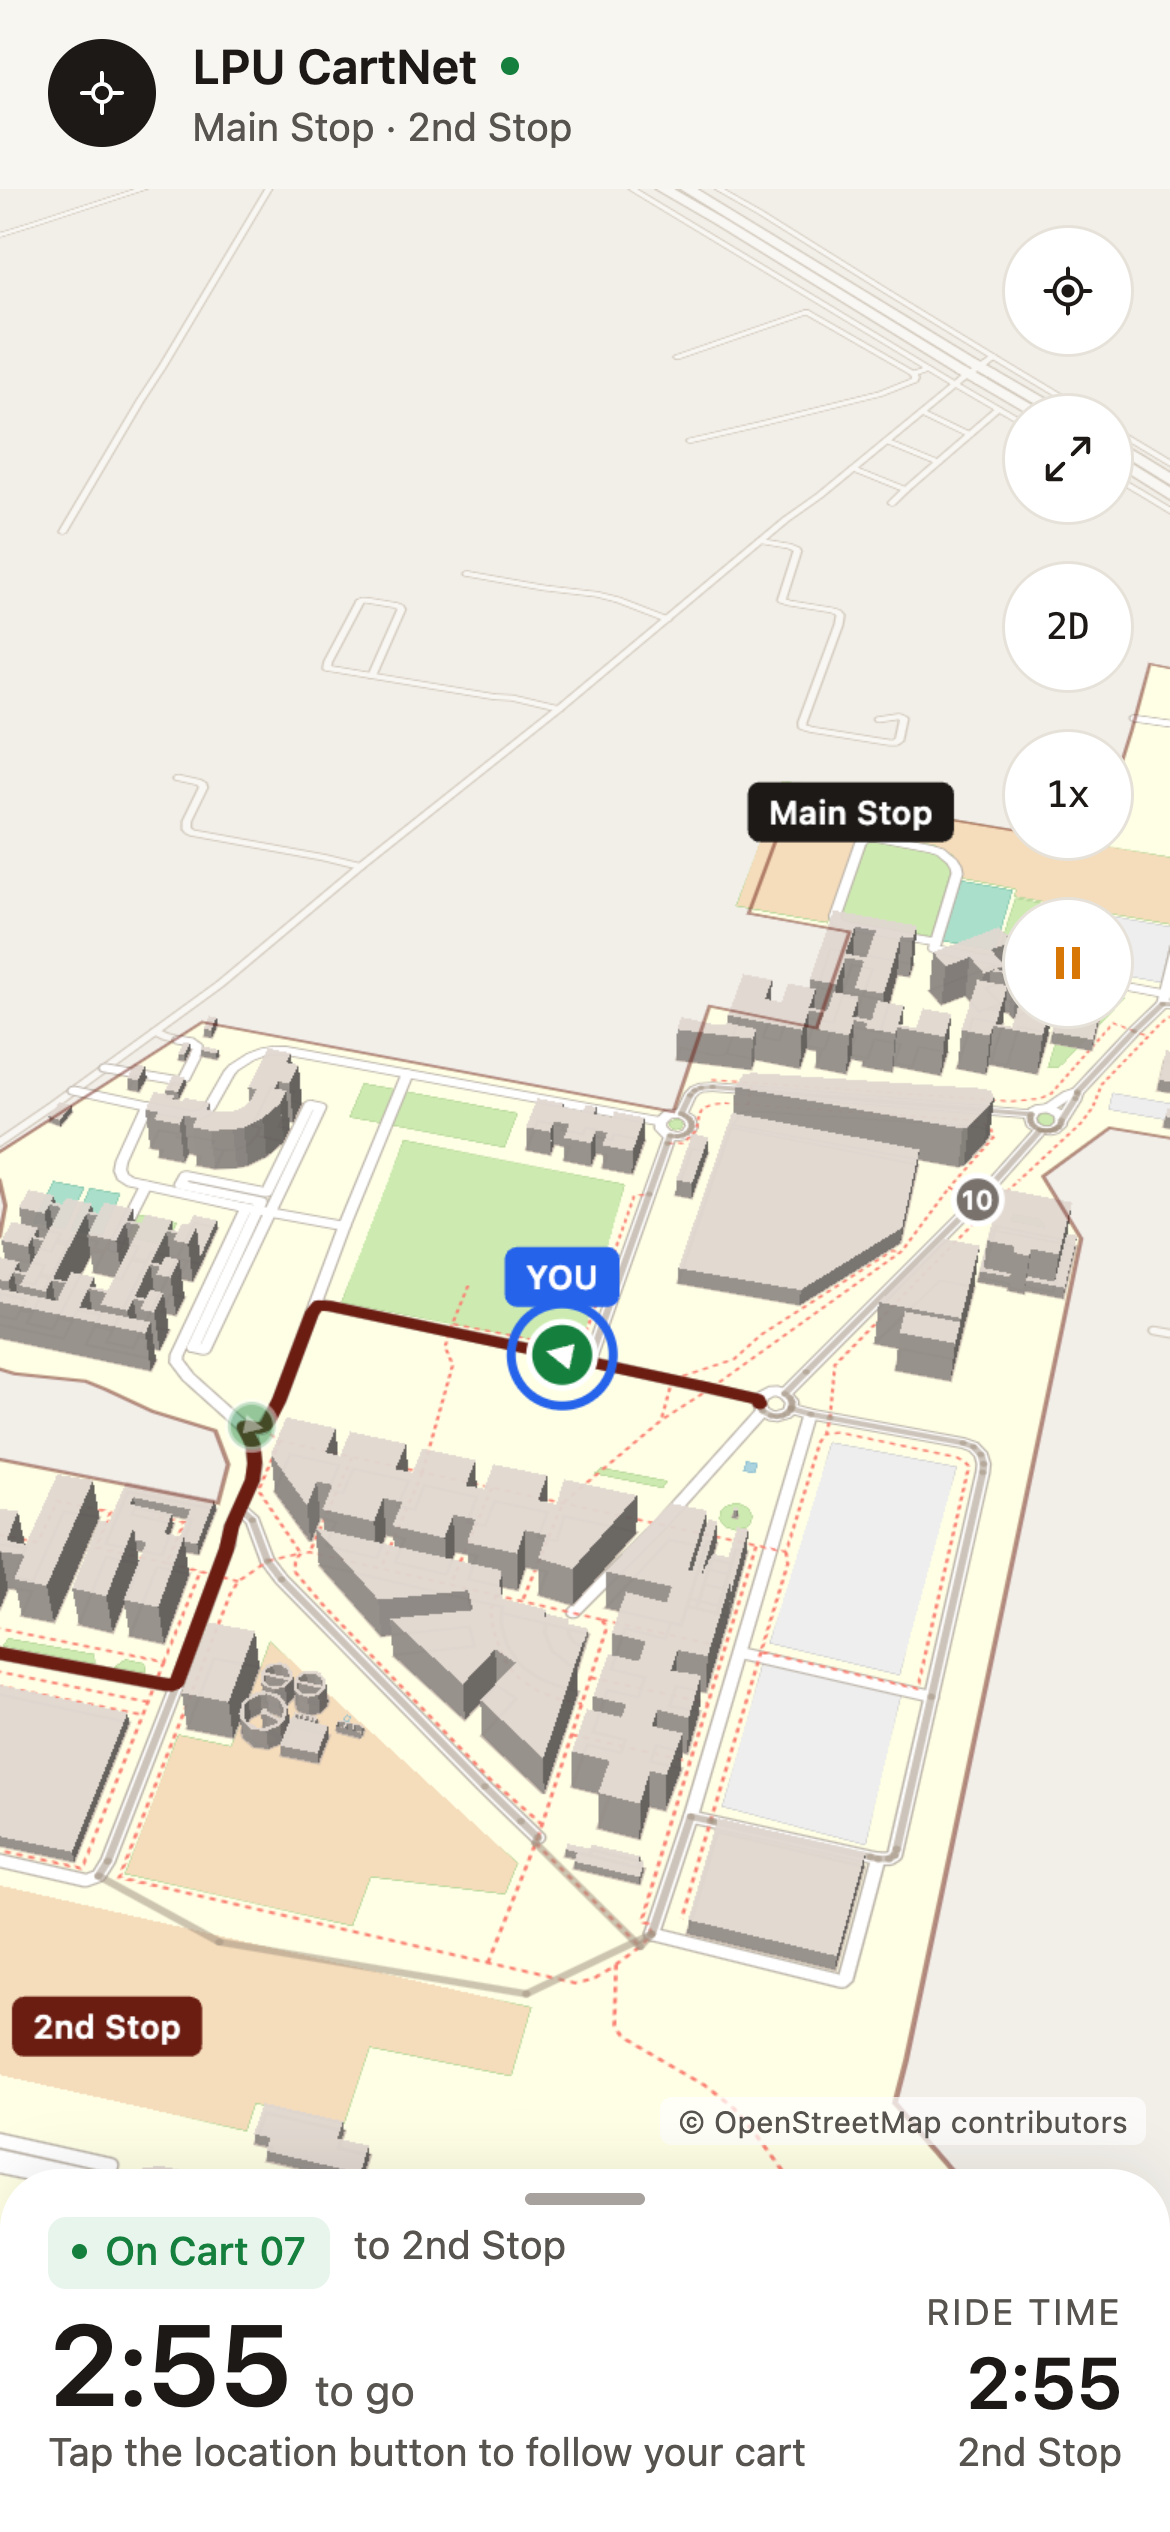 LPU CartNet
Main Stop · 2nd Stop
2D
1x
Main Stop
10
YOU
2nd Stop
© OpenStreetMap contributors
On Cart 07 to 2nd Stop
RIDE TIME
2:55 to go
2:55
Tap the location button to follow your cart
2nd Stop